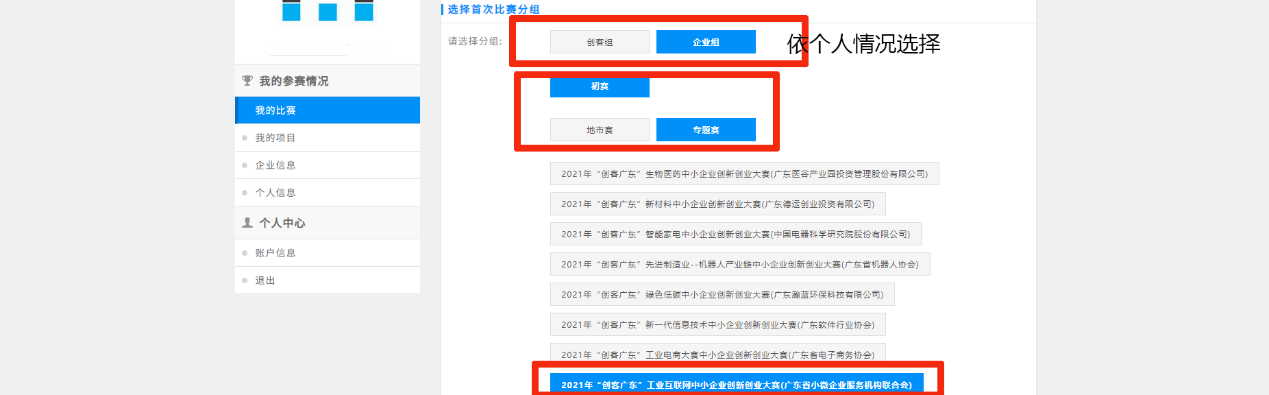 选择首次比赛分组
请选择分组:
创客组
企业组
依个人情况选择
初赛
地市赛
专题赛
我的参赛情况
我的比赛
我的项目
企业信息
个人信息
个人中心
账户信息
退出
2021年“创客广东”生物医药中小企业创新创业大赛(广东医谷产业园投资管理股份有限公司)
2021年“创客广东”新材料中小企业创新创业大赛(广东德运创业投资有限公司)
2021年“创客广东”智能家电中小企业创新创业大赛(中国电器科学研究院股份有限公司)
2021年“创客广东”先进制造业--机器人产业链中小企业创新创业大赛(广东省机器人协会)
2021年“创客广东”绿色低碳中小企业创新创业大赛(广东瀚蓝环保科技有限公司)
2021年“创客广东”新一代信息技术中小企业创新创业大赛(广东软件行业协会)
2021年“创客广东”工业电商大赛中小企业创新创业大赛(广东省电子商务协会)
2021年“创客广东”工业互联网中小企业创新创业大赛(广东省小微企业服务机构联合会)